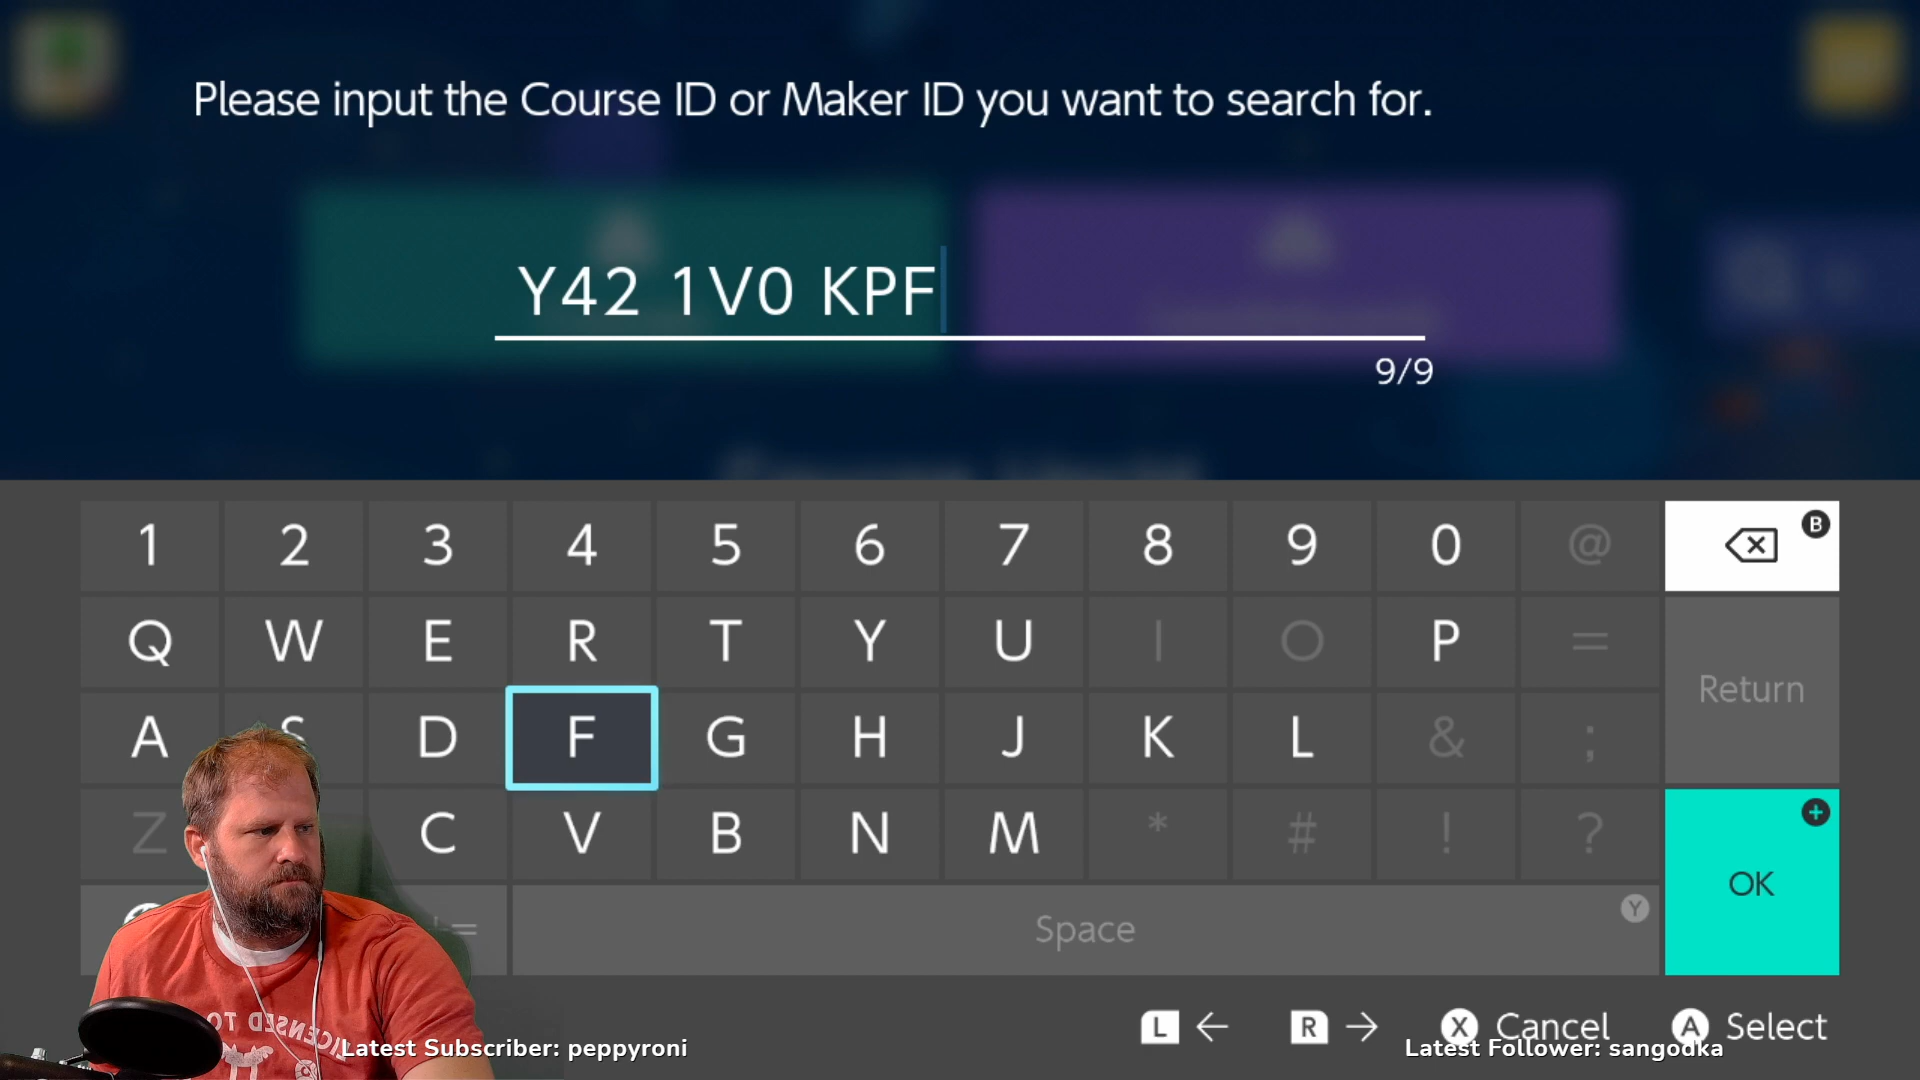 Please input the Course ID or Maker ID you want to search for.
Y42 1V0 KPF
9/9
1 2 3 4 5 6 7 8 9 0 @ B
Q W E R T Y U I O P = Return
A S D F G H J K L & ;
Z C V B N M * # ! ? + OK
Space Y
L ← R → X Cancel A Select
LICENSED TO
Latest Subscriber: peppyroni
Latest Follower: sangodka